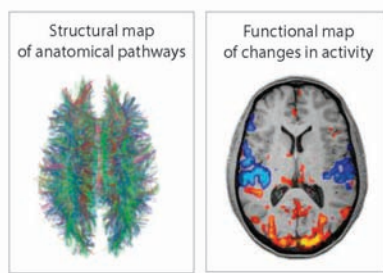 Structural map
of anatomical pathways
Functional map
of changes in activity